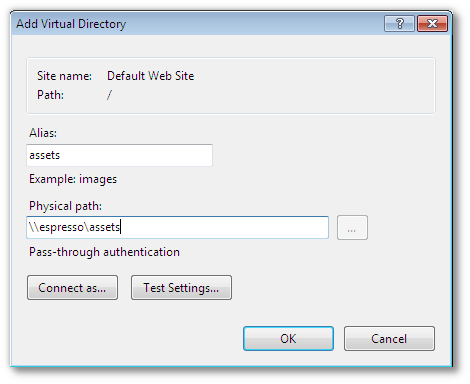 Add Virtual Directory
Site name: Default Web Site
Path: /
Alias:
assets
Example: images
Physical path:
\\espresso\assets
...
Pass-through authentication
Connect as... Test Settings...
OK Cancel